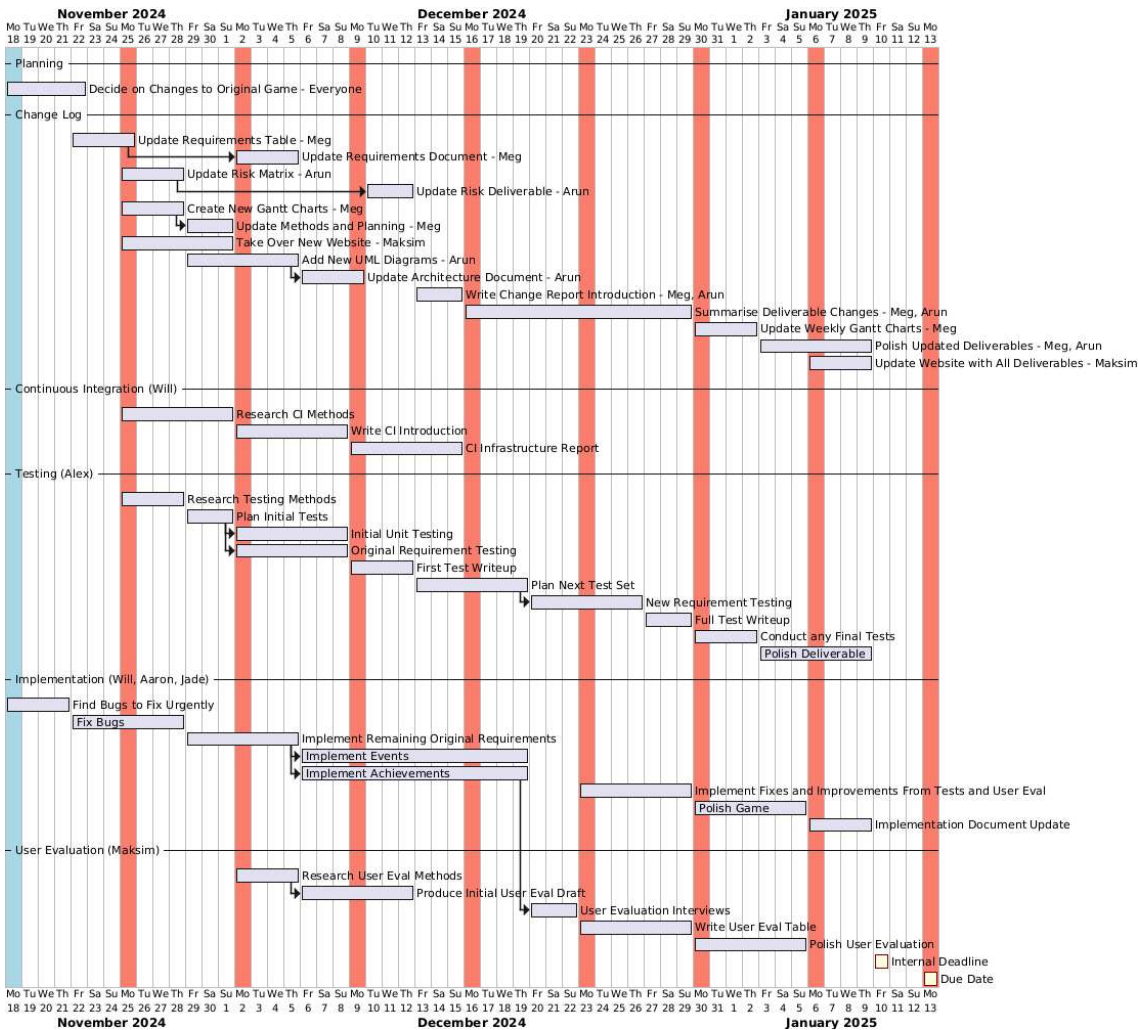 November 2024 December 2024 January 2025
Mo Tu We Th Fr Sa Su Mo Tu We Th Fr Sa Su Mo Tu We Th Fr Sa Su Mo Tu We Th Fr Sa Su Mo Tu We Th Fr Sa Su Mo Tu We Th Fr Sa Su Mo Tu We Th Fr Sa Su Mo Tu We Th Fr Sa Su Mo
18 19 20 21 22 23 24 25 26 27 28 29 30 1 2 3 4 5 6 7 8 9 10 11 12 13 14 15 16 17 18 19 20 21 22 23 24 25 26 27 28 29 30 31 1 2 3 4 5 6 7 8 9 10 11 12 13
Planning
Decide on Changes to Original Game - Everyone
Change Log
Update Requirements Table - Meg
Update Requirements Document - Meg
Update Risk Matrix - Arun
Update Risk Deliverable - Arun
Create New Gantt Charts - Meg
Update Methods and Planning - Meg
Take Over New Website - Maksim
Add New UML Diagrams - Arun
Update Architecture Document - Arun
Write Change Report Introduction - Meg, Arun
Summarise Deliverable Changes - Meg, Arun
Update Weekly Gantt Charts - Meg
Polish Updated Deliverables - Meg, Arun
Update Website with All Deliverables - Maksim
Continuous Integration (Will)
Research CI Methods
Write CI Introduction
CI Infrastructure Report
Testing (Alex)
Research Testing Methods
Plan Initial Tests
Initial Unit Testing
Original Requirement Testing
First Test Writeup
Plan Next Test Set
New Requirement Testing
Full Test Writeup
Conduct any Final Tests
Polish Deliverable
Implementation (Will, Aaron, Jade)
Find Bugs to Fix Urgently
Fix Bugs
Implement Remaining Original Requirements
Implement Events
Implement Achievements
Implement Fixes and Improvements From Tests and User Eval
Polish Game
Implementation Document Update
User Evaluation (Maksim)
Research User Eval Methods
Produce Initial User Eval Draft
User Evaluation Interviews
Write User Eval Table
Polish User Evaluation
Internal Deadline
Due Date
Mo Tu We Th Fr Sa Su Mo Tu We Th Fr Sa Su Mo Tu We Th Fr Sa Su Mo Tu We Th Fr Sa Su Mo Tu We Th Fr Sa Su Mo Tu We Th Fr Sa Su Mo Tu We Th Fr Sa Su Mo Tu We Th Fr Sa Su Mo
18 19 20 21 22 23 24 25 26 27 28 29 30 1 2 3 4 5 6 7 8 9 10 11 12 13 14 15 16 17 18 19 20 21 22 23 24 25 26 27 28 29 30 31 1 2 3 4 5 6 7 8 9 10 11 12 13
November 2024 December 2024 January 2025